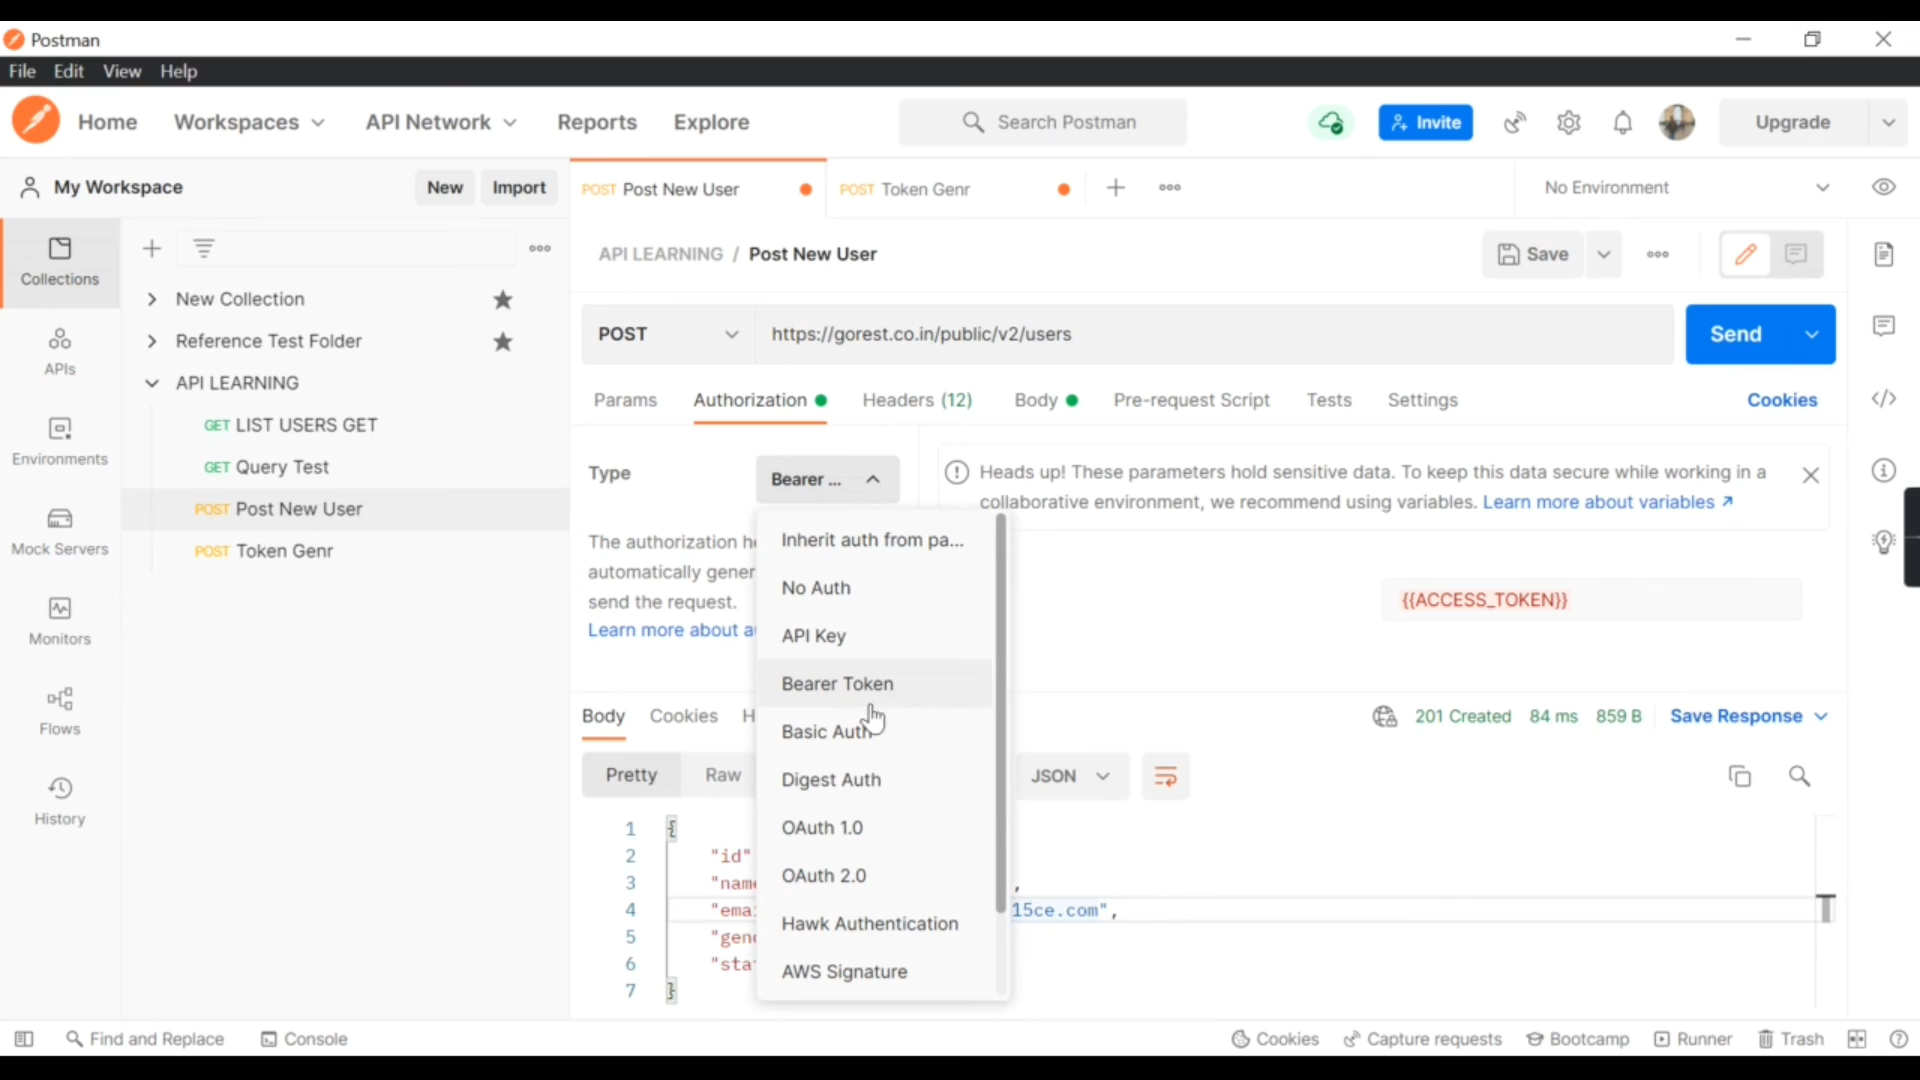 Postman
File Edit View Help
Home Workspaces API Network Reports Explore Search Postman Invite Upgrade
My Workspace New Import POST Post New User POST Token Genr No Environment
Collections
APIs
Environments
Mock Servers
Monitors
Flows
History
New Collection
Reference Test Folder
API LEARNING
GET LIST USERS GET
GET Query Test
POST Post New User
POST Token Genr
API LEARNING / Post New User Save
POST https://gorest.co.in/public/v2/users Send
Params Authorization Headers (12) Body Pre-request Script Tests Settings Cookies
Type Bearer ...
Heads up! These parameters hold sensitive data. To keep this data secure while working in a
collaborative environment, we recommend using variables. Learn more about variables
The authorization
automatically gener
send the request.
Learn more about
{{ACCESS_TOKEN}}
Inherit auth from pa...
No Auth
API Key
Bearer Token
Basic Auth
Digest Auth
OAuth 1.0
OAuth 2.0
Hawk Authentication
AWS Signature
Body Cookies H 201 Created 84 ms 859 B Save Response
Pretty Raw JSON
1 {
2 "id"
3 "name ,
4 "emai 15ce.com",
5 "gend
6 "sta
7 }
Find and Replace Console Cookies Capture requests Bootcamp Runner Trash